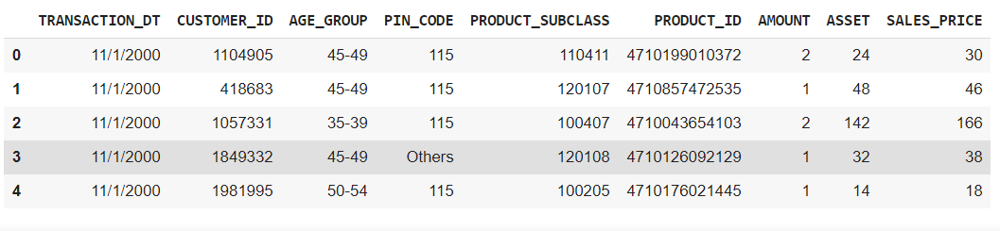 TRANSACTION_DT CUSTOMER_ID AGE_GROUP PIN_CODE PRODUCT_SUBCLASS PRODUCT_ID AMOUNT ASSET SALES_PRICE
0 11/1/2000 1104905 45-49 115 110411 4710199010372 2 24 30
1 11/1/2000 418683 45-49 115 120107 4710857472535 1 48 46
2 11/1/2000 1057331 35-39 115 100407 4710043654103 2 142 166
3 11/1/2000 1849332 45-49 Others 120108 4710126092129 1 32 38
4 11/1/2000 1981995 50-54 115 100205 4710176021445 1 14 18